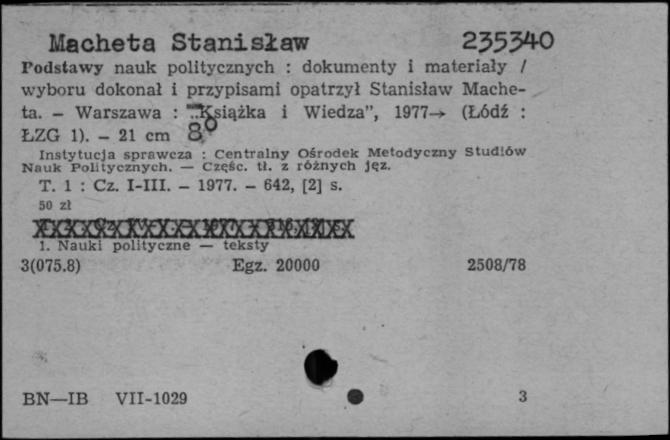 Macheta Stanisław 235340
Podstawy nauk politycznych : dokumenty i materiały /
wyboru dokonał i przypisami opatrzył Stanisław Mache-
ta. – Warszawa : „Książka i Wiedza”, 1977→ (Łódź :
ŁZG 1). – 21 cm 8°
Instytucja sprawcza : Centralny Ośrodek Metodyczny Studiów
Nauk Politycznych. — Częśc. tł. z różnych jęz.
T. 1 : Cz. I-III. – 1977. – 642, [2] s.
50 zł
1. Nauki polityczne — teksty
3(075.8) Egz. 20000 2508/78
BN—IB VII-1029 3